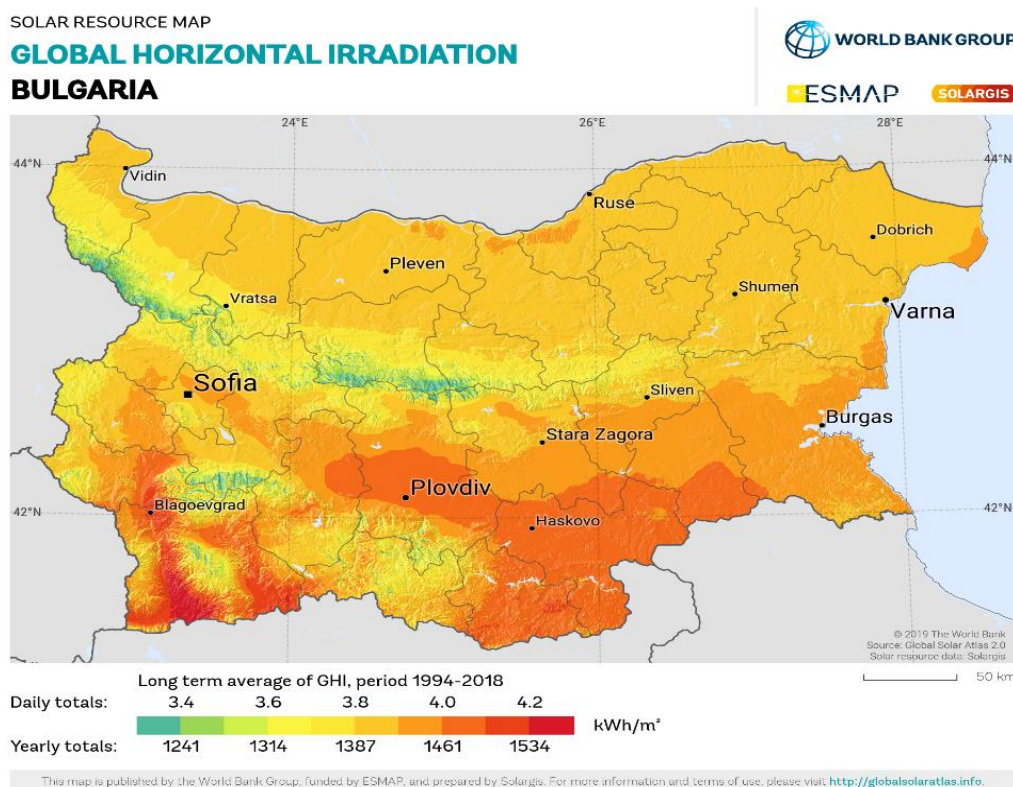 SOLAR RESOURCE MAP
GLOBAL HORIZONTAL IRRADIATION
BULGARIA
WORLD BANK GROUP
ESMAP
SOLARGIS
24°E
26°E
28°E
44°N
44°N
Vidin
Ruse
Dobrich
Pleven
Shumen
Vratsa
Varna
Sofia
Sliven
Burgas
Stara Zagora
Plovdiv
Blagoevgrad
42°N
Haskovo
42°N
© 2019 The World Bank
Source: Global Solar Atlas 2.0
Solar resource data: Solargis
50 km
Long term average of GHI, period 1994-2018
Daily totals: 3.4 3.6 3.8 4.0 4.2
kWh/m²
Yearly totals: 1241 1314 1387 1461 1534
This map is published by the World Bank Group, funded by ESMAP, and prepared by Solargis. For more information and terms of use, please visit http://globalsolaratlas.info.